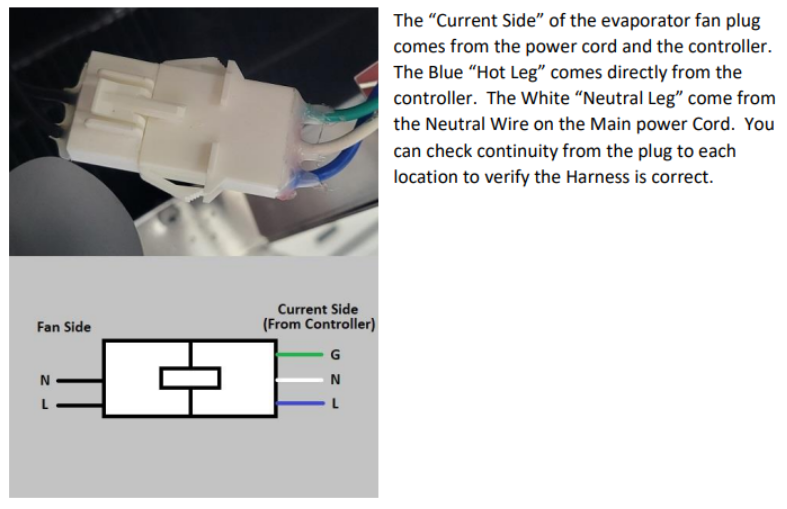 The “Current Side” of the evaporator fan plug
comes from the power cord and the controller.
The Blue “Hot Leg” comes directly from the
controller.  The White “Neutral Leg” come from
the Neutral Wire on the Main power Cord.  You
can check continuity from the plug to each
location to verify the Harness is correct.
Current Side
(From Controller)
Fan Side
G
N
N
L
L